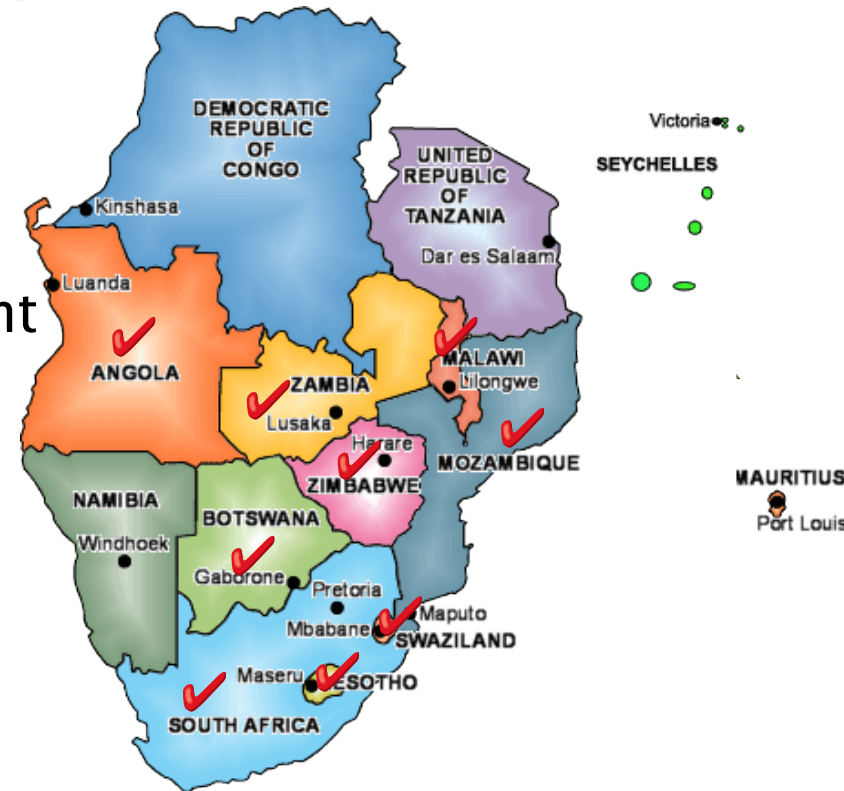 DEMOCRATIC
REPUBLIC
OF
CONGO
Victoria
UNITED
REPUBLIC
OF
TANZANIA
SEYCHELLES
Kinshasa
Dar es Salaam
Luanda
nt
ANGOLA
MALAWI
Lilongwe
ZAMBIA
Lusaka
Harare
MOZAMBIQUE
ZIMBABWE
MAURITIUS
Port Louis
NAMIBIA
BOTSWANA
Windhoek
Gaborone
Pretoria
Maputo
Mbabane
SWAZILAND
Maseru
ESOTHO
SOUTH AFRICA